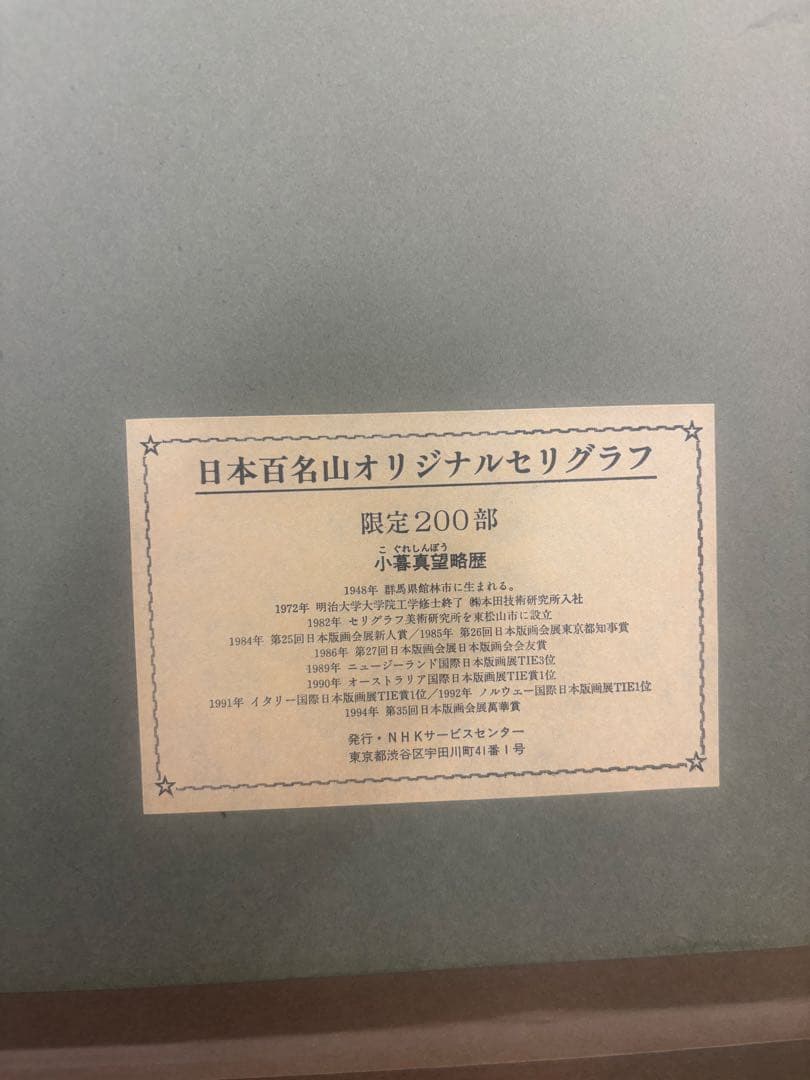 日本百名山オリジナルセリグラフ
限定200部
こぐれしんぼう
小暮真望略歴
1948年 群馬県館林市に生まれる。
1972年 明治大学大学院工学修士終了 ㈱本田技術研究所入社
1982年 セリグラフ美術研究所を東松山市に設立
1984年 第25回日本版画会展新人賞／1985年 第26回日本版画会展東京都知事賞
1986年 第27回日本版画会展日本版画会会友賞
1989年 ニュージーランド国際日本版画展TIE3位
1990年 オーストラリア国際日本版画展TIE賞1位
1991年 イタリー国際日本版画展TIE賞1位／1992年 ノルウェー国際日本版画展TIE1位
1994年 第35回日本版画会展萬華賞
発行・NHKサービスセンター
東京都渋谷区宇田川町41番1号